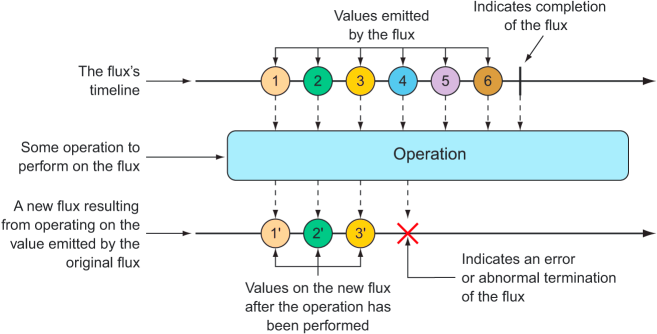 Values emitted
by the flux
Indicates completion
of the flux
The flux's
timeline
1
2
3
4
5
6
Some operation to
perform on the flux
Operation
A new flux resulting
from operating on the
value emitted by the
original flux
1'
2'
3'
Values on the new flux
after the operation has
been performed
Indicates an error
or abnormal termination
of the flux